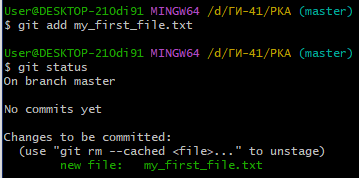 User@DESKTOP-21Odi91 MINGW64 /d/ГИ-41/РКА (master)
$ git add my_first_file.txt
User@DESKTOP-21Odi91 MINGW64 /d/ГИ-41/РКА (master)
$ git status
On branch master
No commits yet
Changes to be committed:
(use "git rm --cached <file>..." to unstage)
new file:   my_first_file.txt